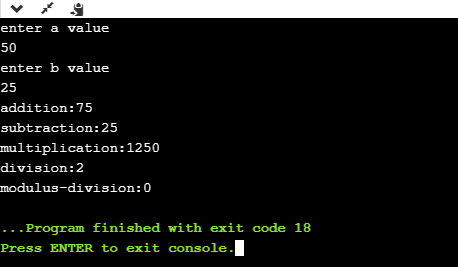 enter a value
50
enter b value
25
addition:75
subtraction:25
multiplication:1250
division:2
modulus-division:0
...Program finished with exit code 18
Press ENTER to exit console.